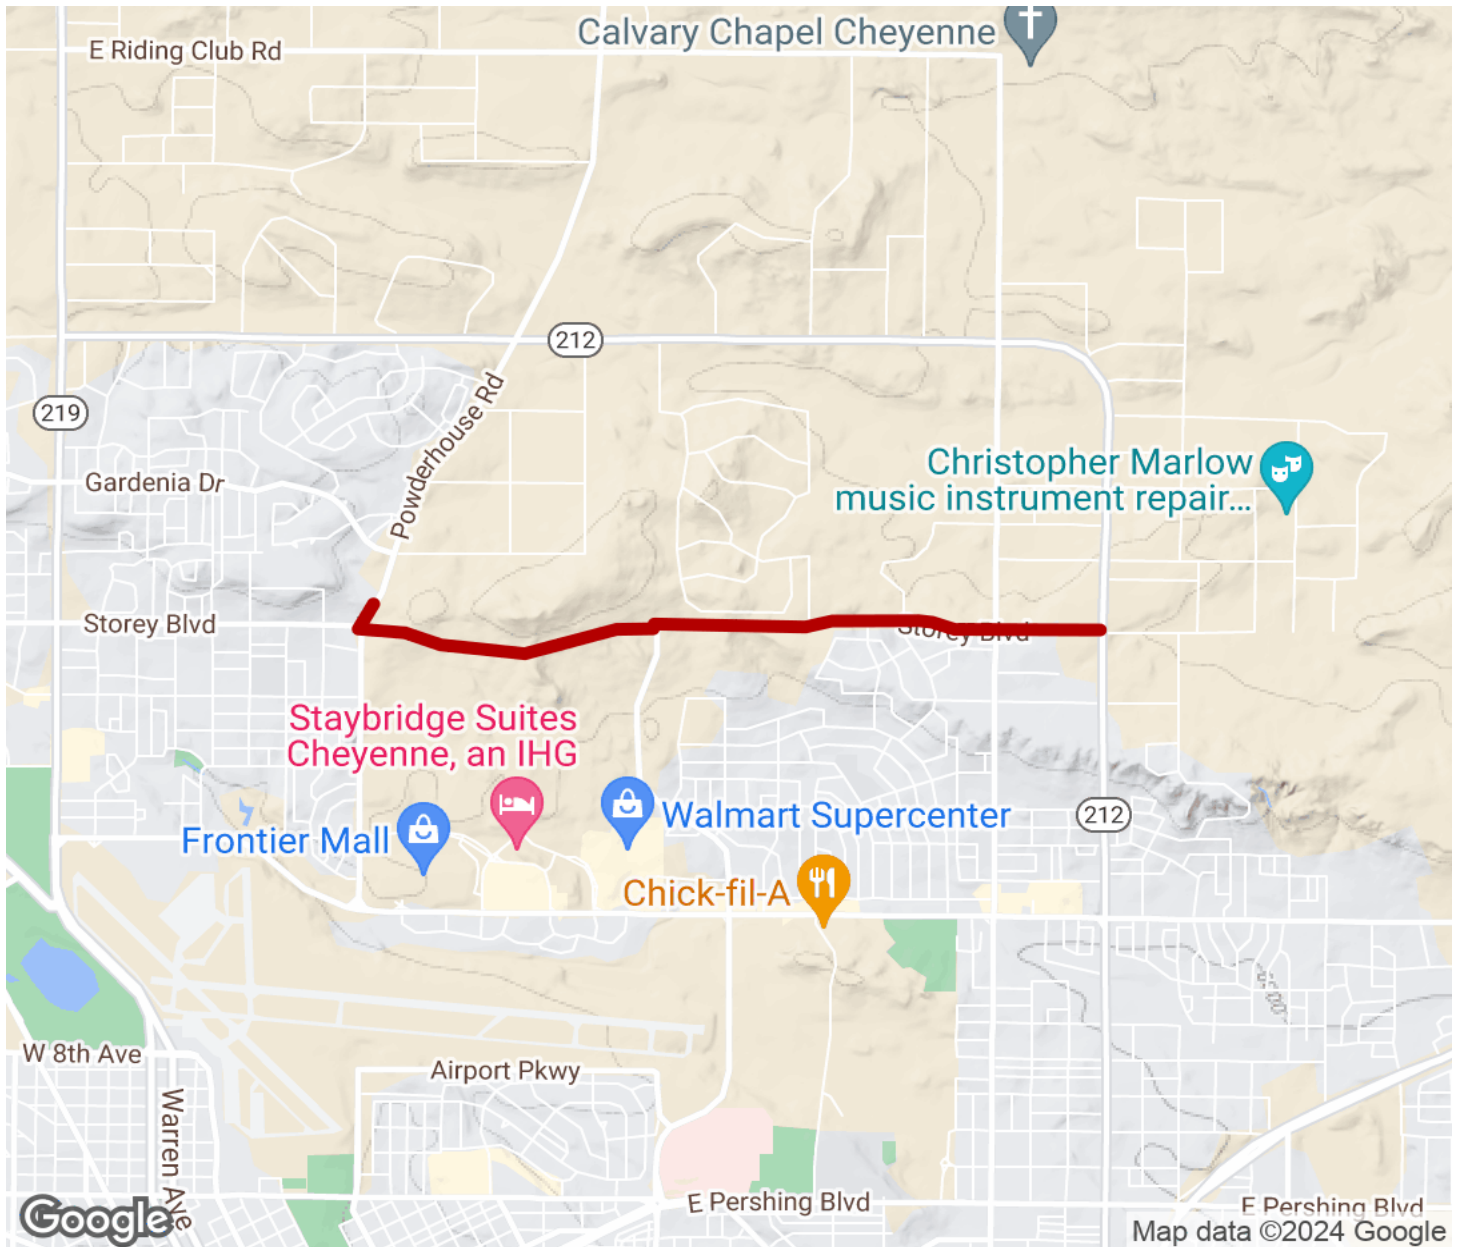 Calvary Chapel Cheyenne
E Riding Club Rd
212
219
Powderhouse Rd
Gardenia Dr
Christopher Marlow
music instrument repair...
Storey Blvd
Storey Blvd
Staybridge Suites
Cheyenne, an IHG
Frontier Mall
Walmart Supercenter
212
Chick-fil-A
W 8th Ave
Airport Pkwy
Warren Ave
E Pershing Blvd
E Pershing Blvd
Google
Map data ©2024 Google